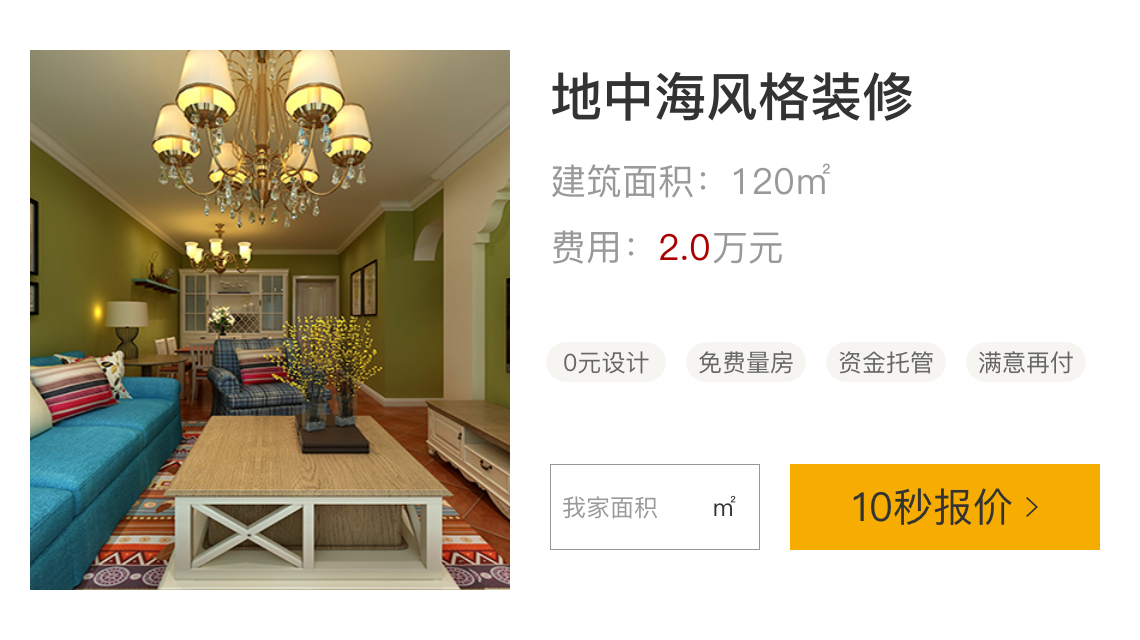 地中海风格装修
建筑面积：120㎡
费用：2.0万元
0元设计 免费量房 资金托管 满意再付
我家面积 ㎡
10秒报价 >